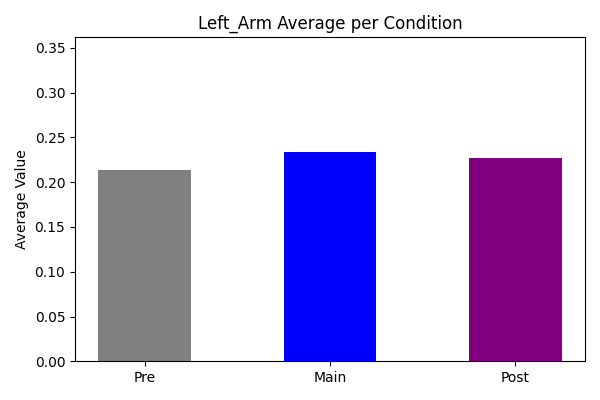 Left_Arm Average per Condition
Average Value
0.35
0.30
0.25
0.20
0.15
0.10
0.05
0.00
Pre
Main
Post